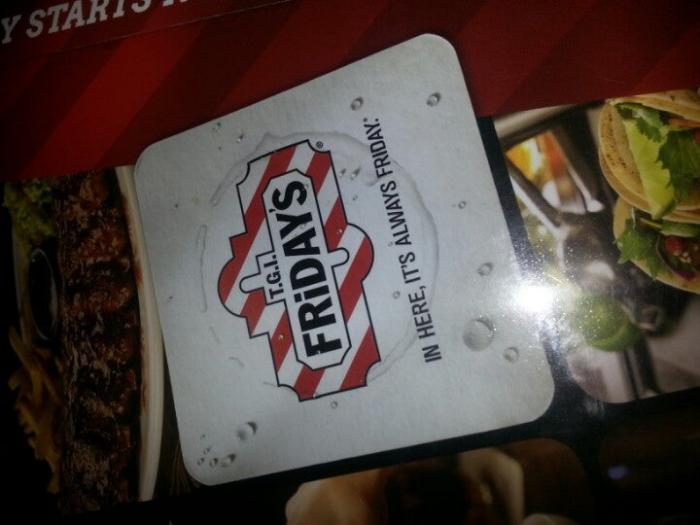 Y STARTS
T.G.I.
FRiDAY'S®
IN HERE, IT'S ALWAYS FRIDAY.®